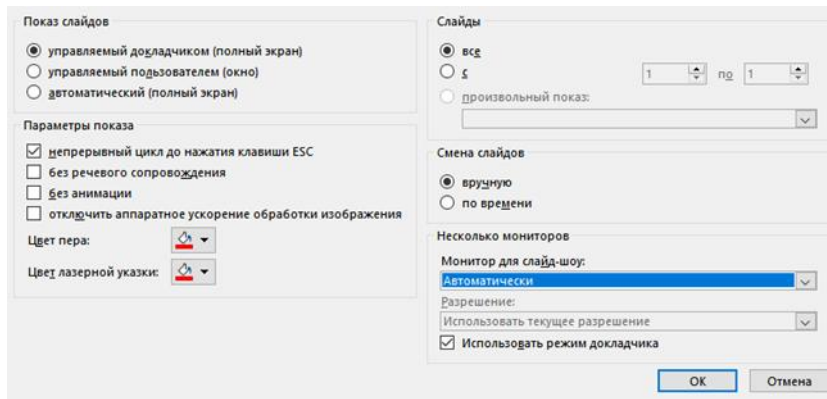 Показ слайдов
управляемый докладчиком (полный экран)
управляемый пользователем (окно)
автоматический (полный экран)
Параметры показа
непрерывный цикл до нажатия клавиши ESC
без речевого сопровождения
без анимации
отключить аппаратное ускорение обработки изображения
Цвет пера:
Цвет лазерной указки:
Слайды
все
с 1 по 1
произвольный показ:
Смена слайдов
вручную
по времени
Несколько мониторов
Монитор для слайд-шоу:
Автоматически
Разрешение:
Использовать текущее разрешение
Использовать режим докладчика
ОК Отмена